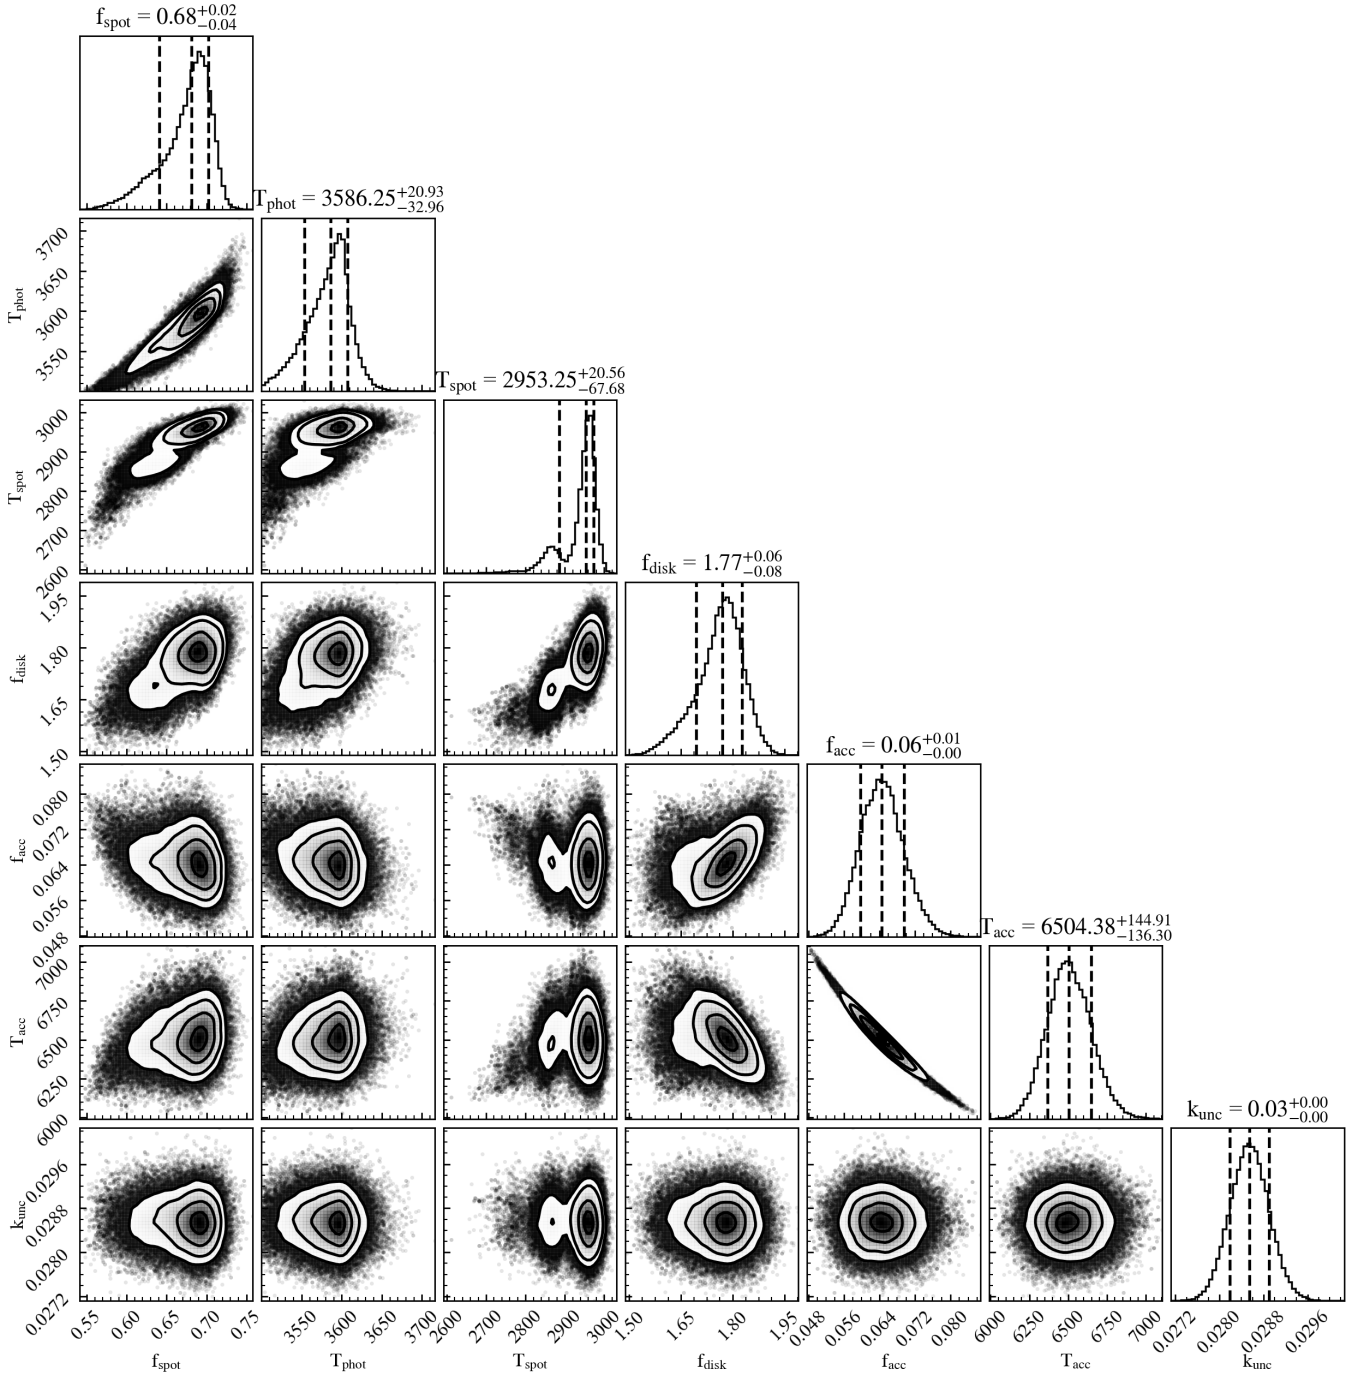 f_spot = 0.68^{+0.02}_{−0.04}
T_phot = 3586.25^{+20.93}_{−32.96}
T_phot
3700
3650
3600
3550
T_spot = 2953.25^{+20.56}_{−67.68}
T_spot
3000
2900
2800
2700
2600
f_disk = 1.77^{+0.06}_{−0.08}
f_disk
1.95
1.80
1.65
1.50
f_acc = 0.06^{+0.01}_{−0.00}
f_acc
0.080
0.072
0.064
0.056
0.048
T_acc = 6504.38^{+144.91}_{−136.30}
T_acc
7000
6750
6500
6250
6000
k_unc = 0.03^{+0.00}_{−0.00}
k_unc
0.0296
0.0288
0.0280
0.0272
0.55 0.60 0.65 0.70 0.75
3550 3600 3650 3700
2600 2700 2800 2900 3000
1.50 1.65 1.80 1.95
0.048 0.056 0.064 0.072 0.080
6000 6250 6500 6750 7000
0.0272 0.0280 0.0288 0.0296
f_spot T_phot T_spot f_disk f_acc T_acc k_unc